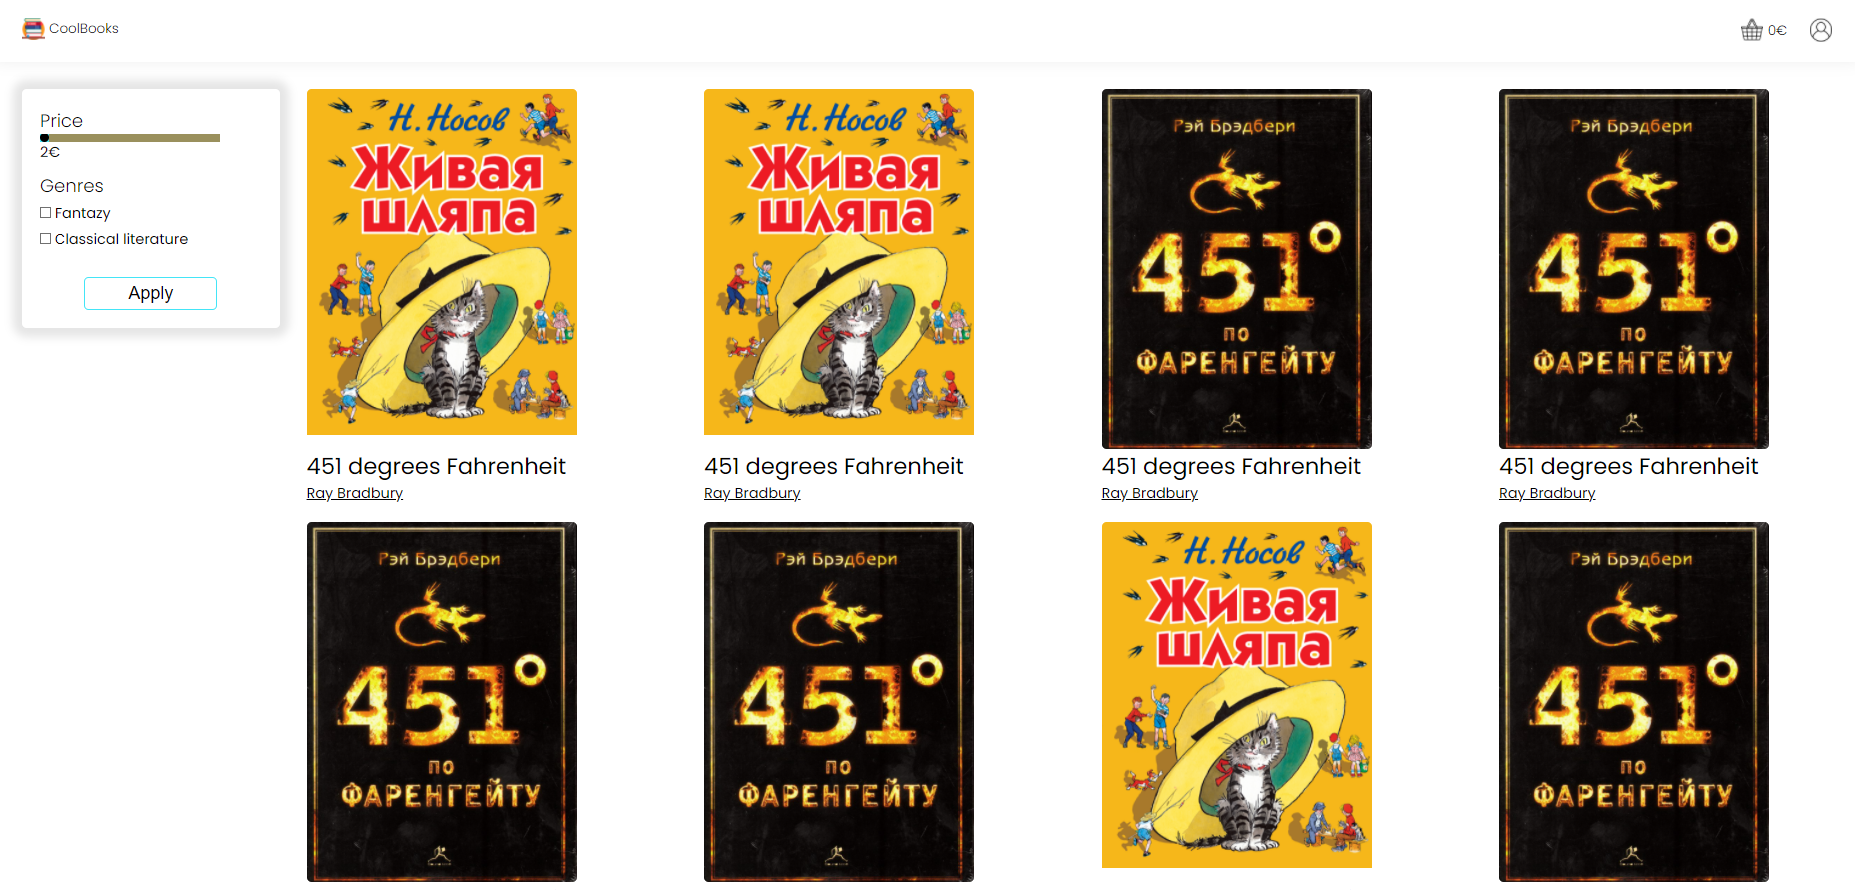 CoolBooks
0€
Price
2€
Genres
Fantazy
Classical literature
Apply
Н. Носов
Живая
шляпа
451 degrees Fahrenheit
Ray Bradbury
Н. Носов
Живая
шляпа
451 degrees Fahrenheit
Ray Bradbury
Рэй Брэдбери
451°
по
ФАРЕНГЕЙТУ
451 degrees Fahrenheit
Ray Bradbury
Рэй Брэдбери
451°
по
ФАРЕНГЕЙТУ
451 degrees Fahrenheit
Ray Bradbury
Рэй Брэдбери
451°
по
ФАРЕНГЕЙТУ
Рэй Брэдбери
451°
по
ФАРЕНГЕЙТУ
Н. Носов
Живая
шляпа
Рэй Брэдбери
451°
по
ФАРЕНГЕЙТУ